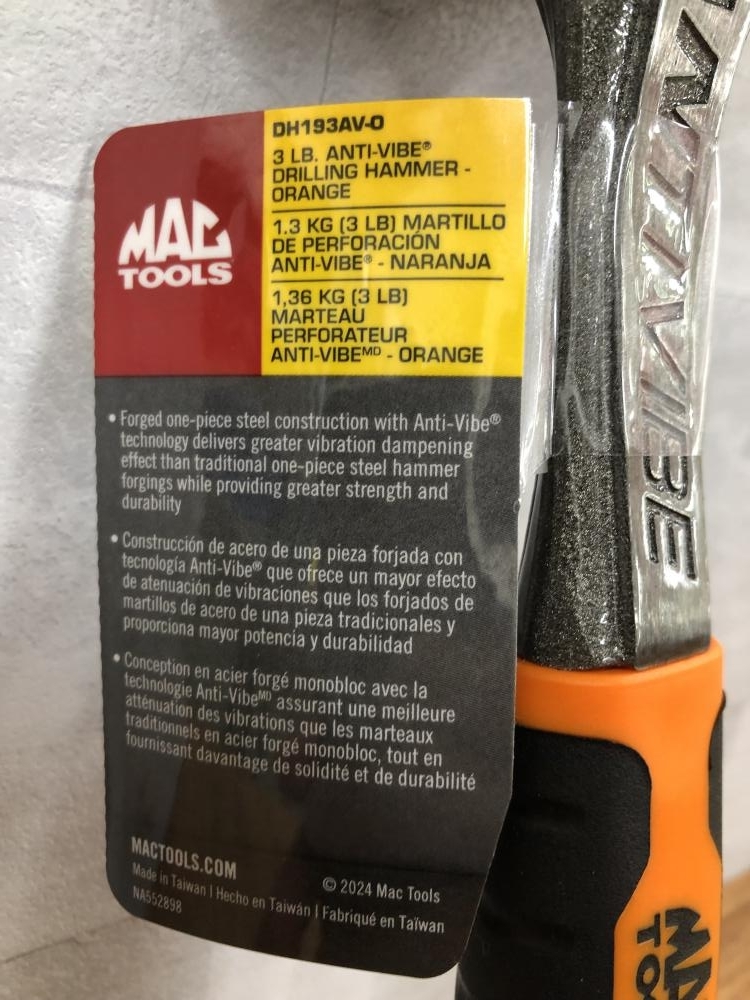 MAC
TOOLS
DH193AV-O
3 LB. ANTI-VIBE®
DRILLING HAMMER -
ORANGE
1.3 KG (3 LB) MARTILLO
DE PERFORACIÓN
ANTI-VIBE® - NARANJA
1,36 KG (3 LB)
MARTEAU
PERFORATEUR
ANTI-VIBEᴹᴰ - ORANGE
• Forged one-piece steel construction with Anti-Vibe®
technology delivers greater vibration dampening
effect than traditional one-piece steel hammer
forgings while providing greater strength and
durability
• Construcción de acero de una pieza forjada con
tecnología Anti-Vibe® que ofrece un mayor efecto
de atenuación de vibraciones que los forjados de
martillos de acero de una pieza tradicionales y
proporciona mayor potencia y durabilidad
• Conception en acier forgé monobloc avec la
technologie Anti-Vibeᴹᴰ assurant une meilleure
atténuation des vibrations que les marteaux
traditionnels en acier forgé monobloc, tout en
fournissant davantage de solidité et de durabilité
MACTOOLS.COM
© 2024 Mac Tools
Made in Taiwan | Hecho en Taiwán | Fabriqué en Taïwan
NA552898
ANTIVIBE